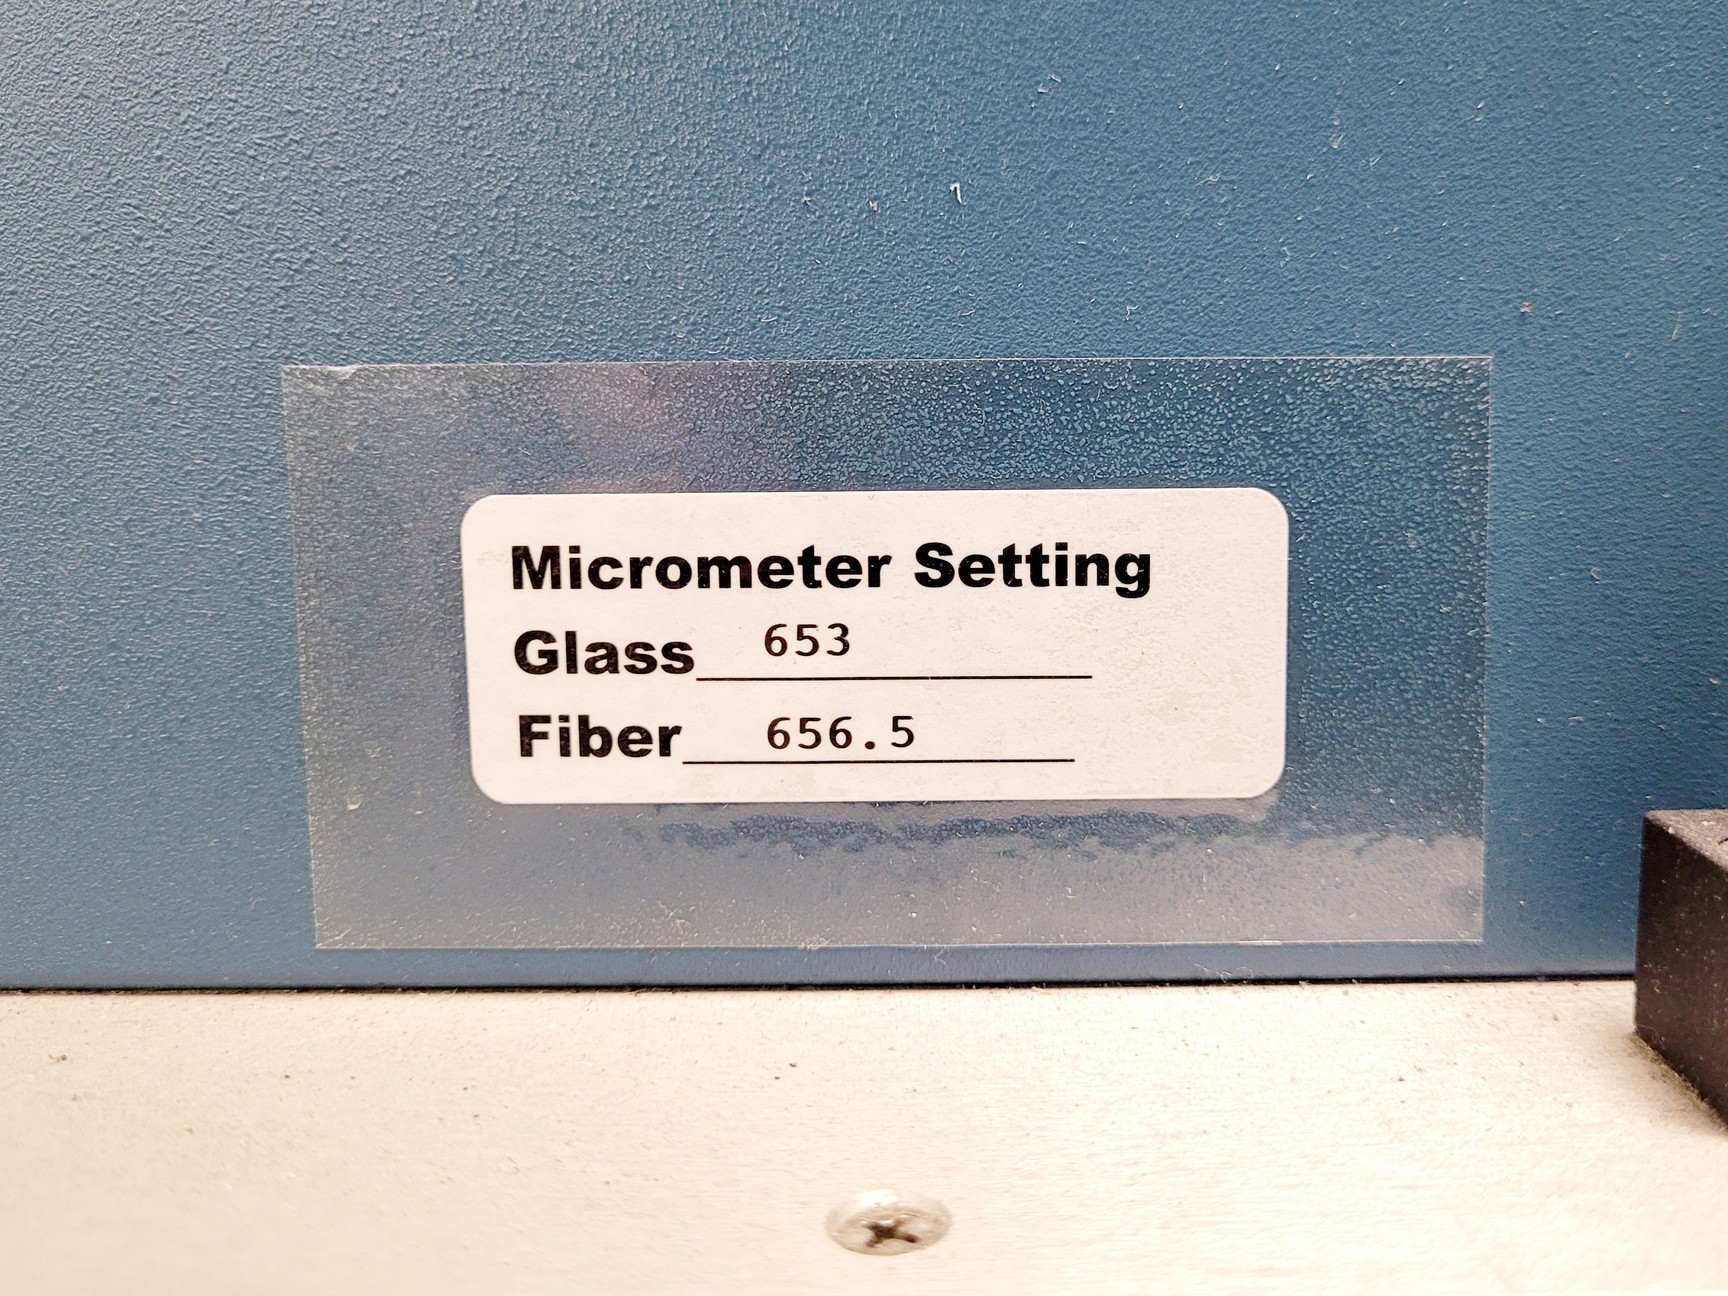 Micrometer Setting
Glass 653
Fiber 656.5